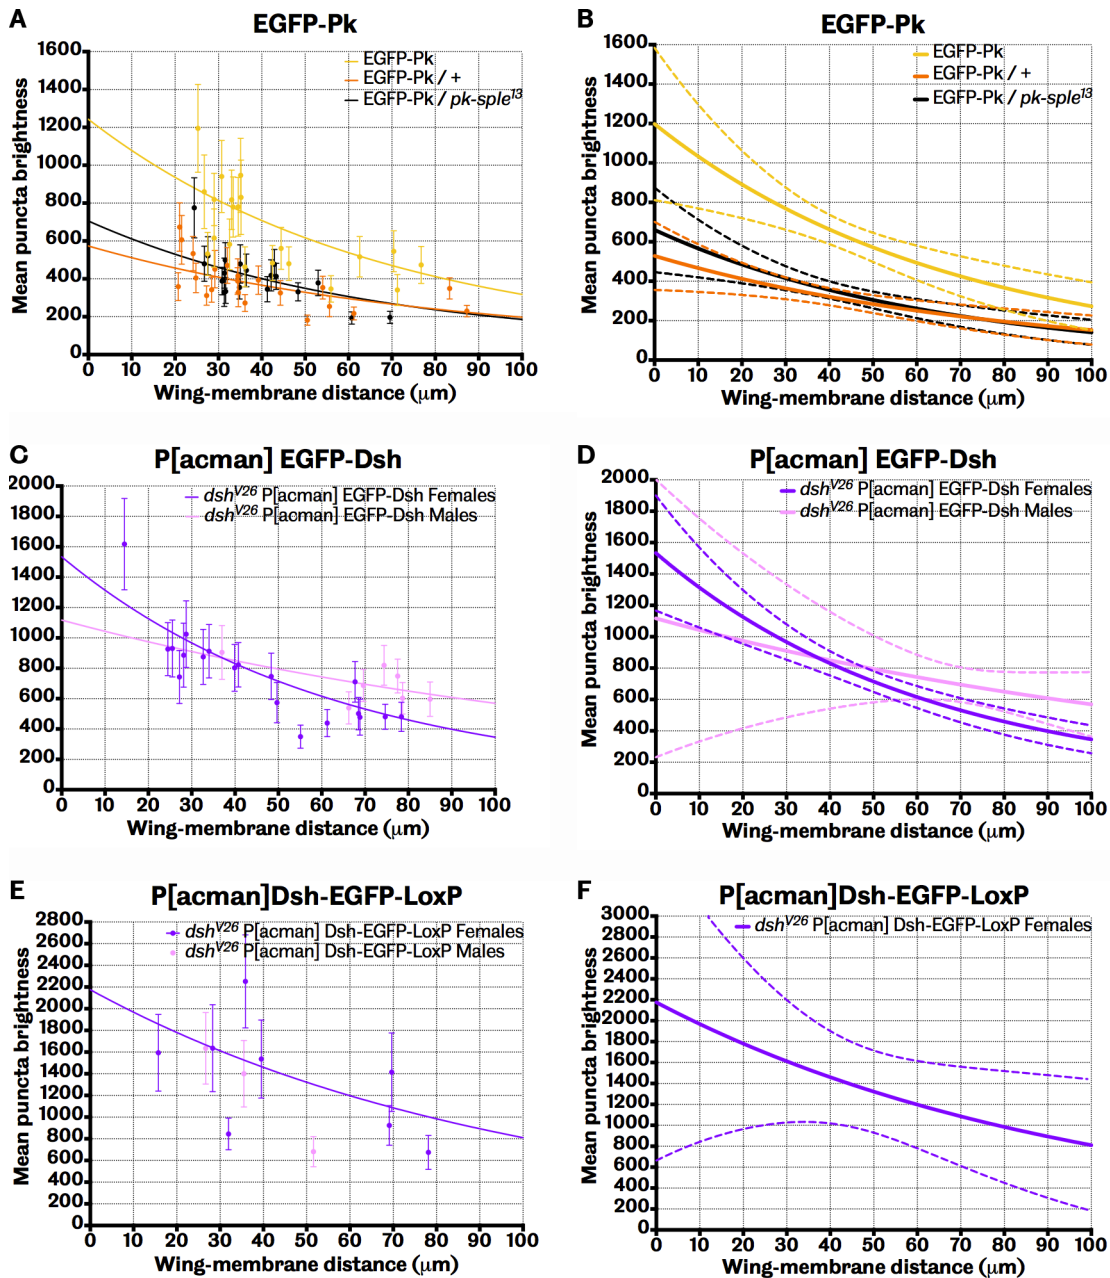 A
EGFP-Pk
Mean puncta brightness
1600
1400
1200
1000
800
600
400
200
0
EGFP-Pk
EGFP-Pk / +
EGFP-Pk / pk-sple¹³
0 10 20 30 40 50 60 70 80 90 100
Wing-membrane distance (μm)
B
EGFP-Pk
Mean puncta brightness
1600
1400
1200
1000
800
600
400
200
0
EGFP-Pk
EGFP-Pk / +
EGFP-Pk / pk-sple¹³
0 10 20 30 40 50 60 70 80 90 100
Wing-membrane distance (μm)
C
P[acman] EGFP-Dsh
Mean puncta brightness
2000
1800
1600
1400
1200
1000
800
600
400
200
0
dshV26 P[acman] EGFP-Dsh Females
dshV26 P[acman] EGFP-Dsh Males
0 10 20 30 40 50 60 70 80 90 100
Wing-membrane distance (μm)
D
P[acman] EGFP-Dsh
Mean puncta brightness
2000
1800
1600
1400
1200
1000
800
600
400
200
0
dshV26 P[acman] EGFP-Dsh Females
dshV26 P[acman] EGFP-Dsh Males
0 10 20 30 40 50 60 70 80 90 100
Wing-membrane distance (μm)
E
P[acman]Dsh-EGFP-LoxP
Mean puncta brightness
2800
2600
2400
2200
2000
1800
1600
1400
1200
1000
800
600
400
200
0
dshV26 P[acman] Dsh-EGFP-LoxP Females
dshV26 P[acman] Dsh-EGFP-LoxP Males
0 10 20 30 40 50 60 70 80 90 100
Wing-membrane distance (μm)
F
P[acman]Dsh-EGFP-LoxP
Mean puncta brightness
3000
2800
2600
2400
2200
2000
1800
1600
1400
1200
1000
800
600
400
200
0
dshV26 P[acman] Dsh-EGFP-LoxP Females
0 10 20 30 40 50 60 70 80 90 100
Wing-membrane distance (μm)